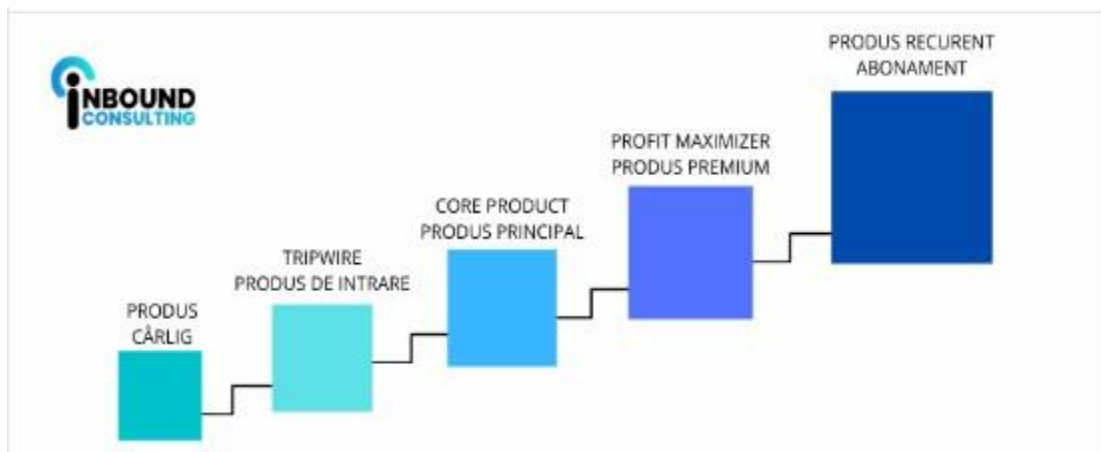 INBOUND
CONSULTING
PRODUS RECURENT
ABONAMENT
PROFIT MAXIMIZER
PRODUS PREMIUM
CORE PRODUCT
PRODUS PRINCIPAL
TRIPWIRE
PRODUS DE INTRARE
PRODUS
CÂRLIG